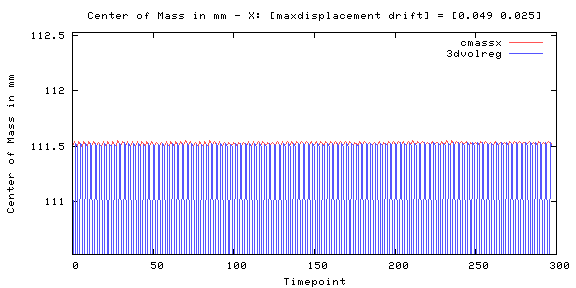 Center of Mass in mm - X: [maxdisplacement drift] = [0.049 0.025]
cmassx
3dvolreg
112.5
112
111.5
111
Center of Mass in mm
0 50 100 150 200 250 300
Timepoint